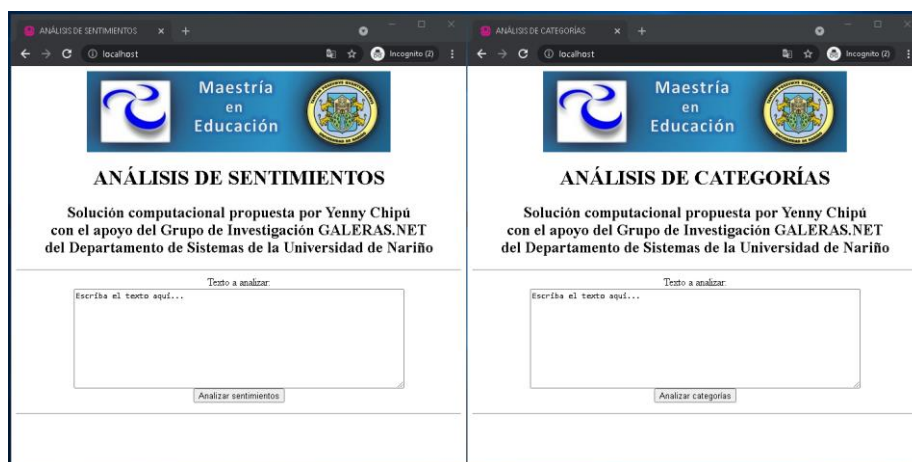 ANÁLISIS DE SENTIMIENTOS
localhost
Incognito (2)
Maestría
en
Educación
ANÁLISIS DE SENTIMIENTOS
Solución computacional propuesta por Yenny Chipú
con el apoyo del Grupo de Investigación GALERAS.NET
del Departamento de Sistemas de la Universidad de Nariño
Texto a analizar:
Escriba el texto aquí...
Analizar sentimientos
ANÁLISIS DE CATEGORÍAS
localhost
Incognito (2)
Maestría
en
Educación
ANÁLISIS DE CATEGORÍAS
Solución computacional propuesta por Yenny Chipú
con el apoyo del Grupo de Investigación GALERAS.NET
del Departamento de Sistemas de la Universidad de Nariño
Texto a analizar:
Escriba el texto aquí...
Analizar categorías